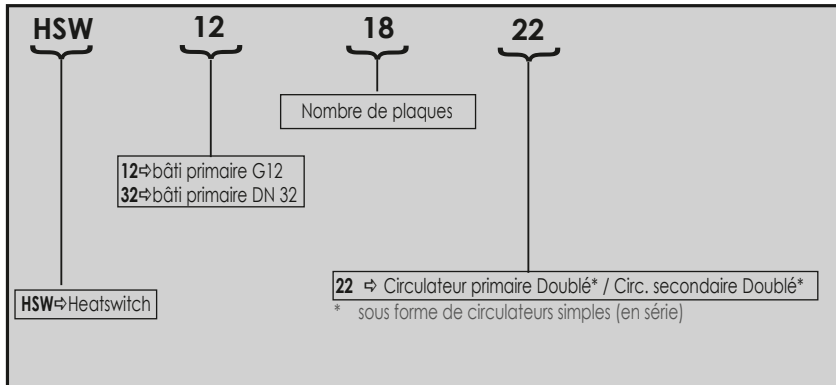 HSW 12 18 22
Nombre de plaques
12⇨bâti primaire G12
32⇨bâti primaire DN 32
22 ⇨ Circulateur primaire Doublé* / Circ. secondaire Doublé*
HSW⇨Heatswitch
* sous forme de circulateurs simples (en série)